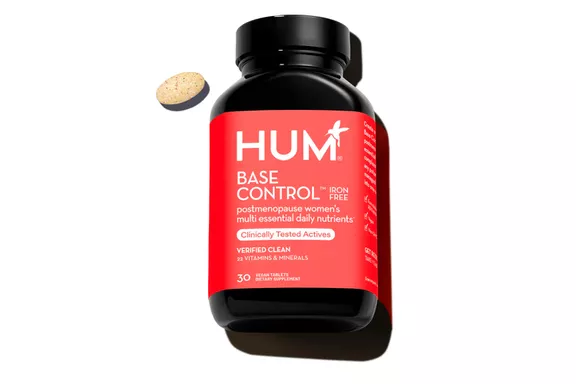 HUM®
BASE
CONTROL™ IRON
FREE
postmenopause women's
multi essential daily nutrients
Clinically Tested Actives
VERIFIED CLEAN
22 VITAMINS & MINERALS
30 VEGAN TABLETS
DIETARY SUPPLEMENT